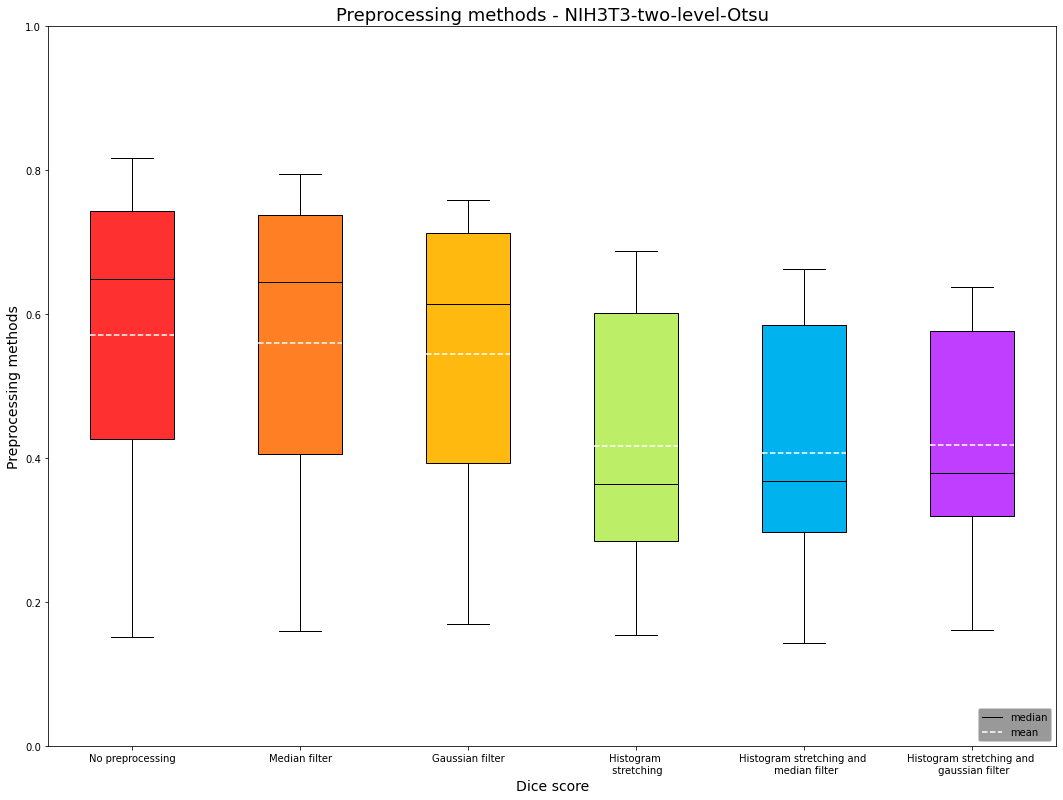 Preprocessing methods - NIH3T3-two-level-Otsu
Preprocessing methods
1.0
0.8
0.6
0.4
0.2
0.0
median
mean
No preprocessing
Median filter
Gaussian filter
Histogram
stretching
Histogram stretching and
median filter
Histogram stretching and
gaussian filter
Dice score